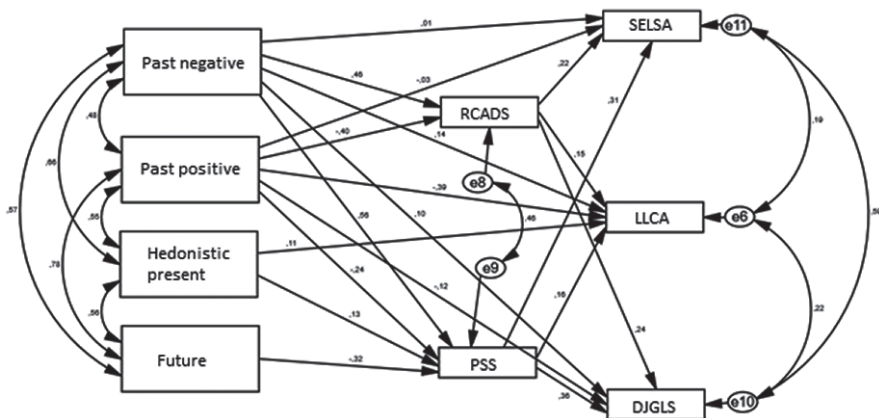 ,01
SELSA
e11
Past negative
,46
-,03
,22
RCADS
,31
,48
-,40
,14
,15
,19
,66
Past positive
e8
-,39
,57
,55
,56
,10
,46
LLCA
e6
,11
Hedonistic
present
-,24
e9
,78
-,12
,16
,22
,13
,24
,56
Future
-,32
PSS
,36
DJGLS
e10